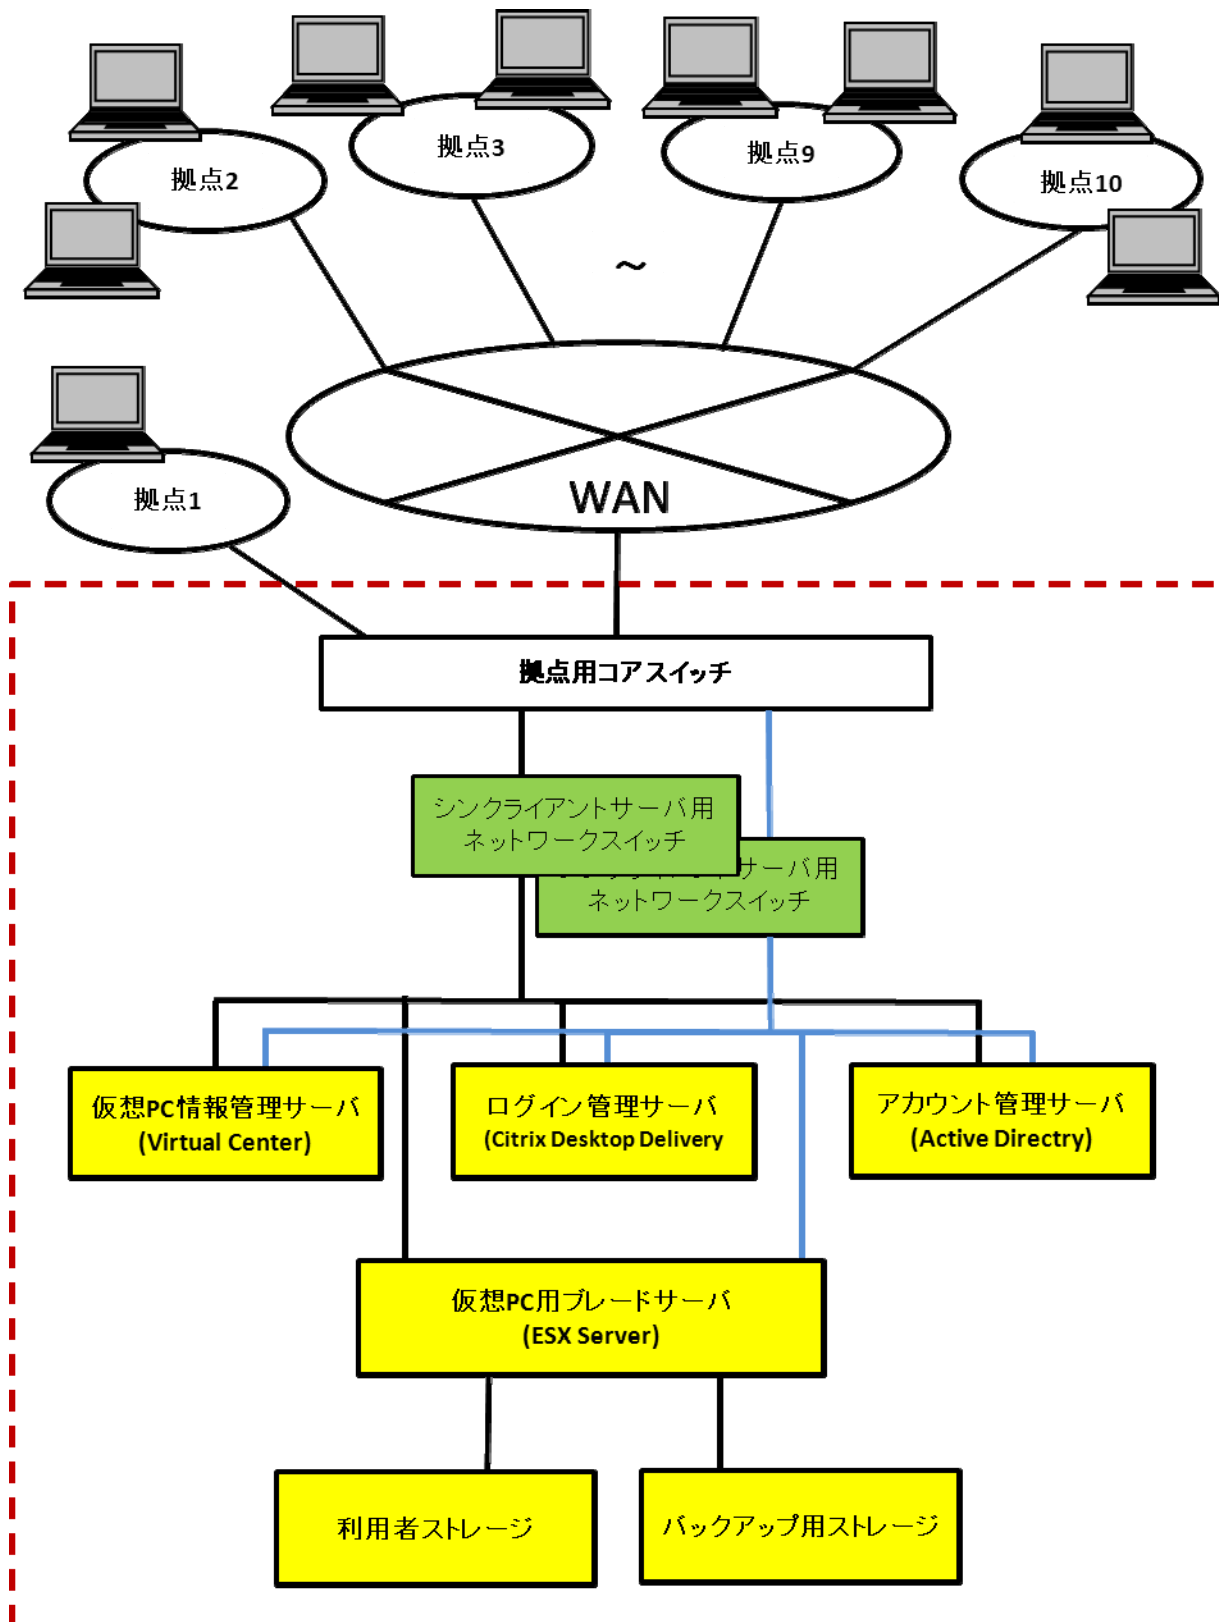 拠点3
拠点9
拠点2
拠点10
~
拠点1
WAN
拠点用コアスイッチ
シンクライアントサーバ用
ネットワークスイッチ
サーバ用
ネットワークスイッチ
仮想PC情報管理サーバ
(Virtual Center)
ログイン管理サーバ
(Citrix Desktop Delivery
アカウント管理サーバ
(Active Directry)
仮想PC用ブレードサーバ
(ESX Server)
利用者ストレージ
バックアップ用ストレージ